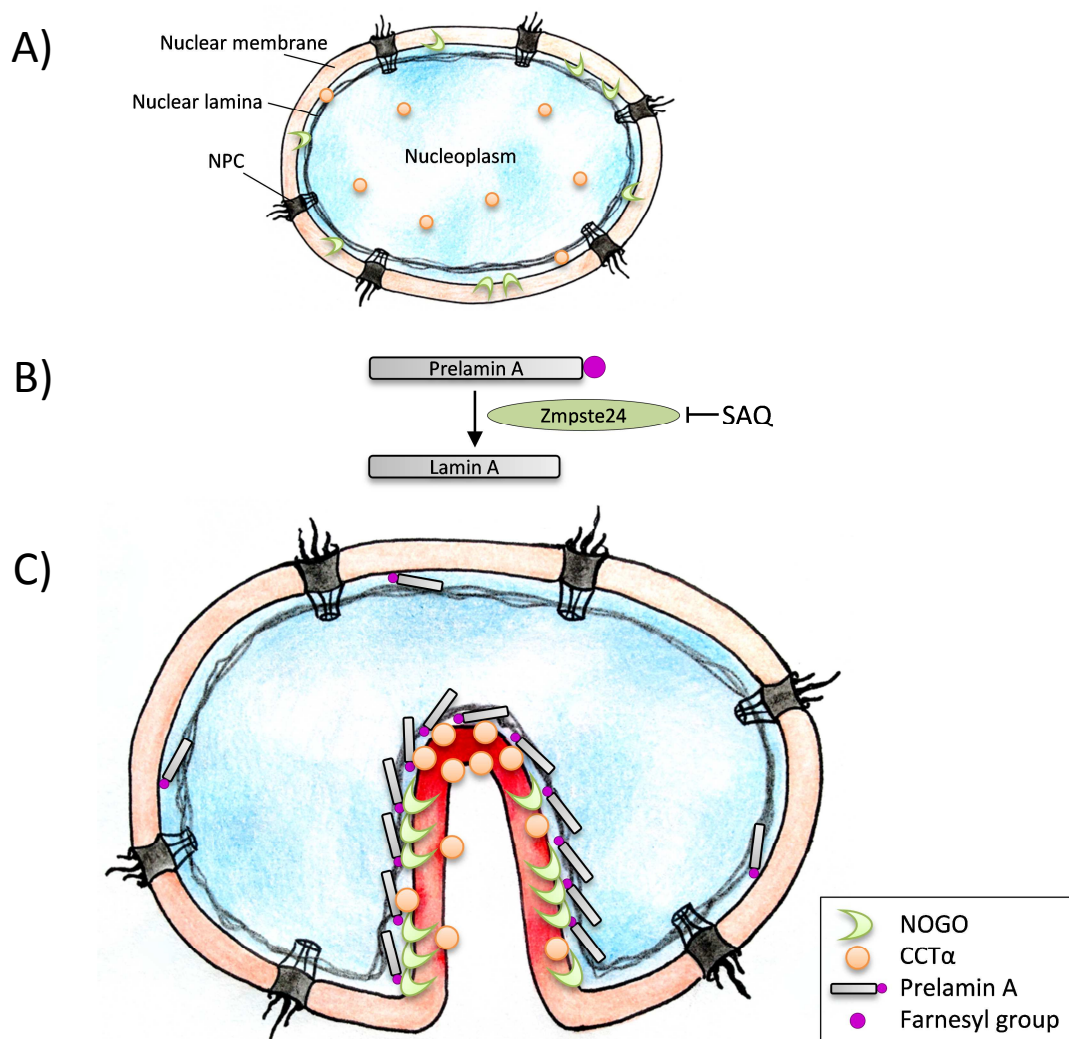 A)
Nuclear membrane
Nuclear lamina
NPC
Nucleoplasm
B)
Prelamin A
Zmpste24
SAQ
Lamin A
C)
NOGO
CCTα
Prelamin A
Farnesyl group